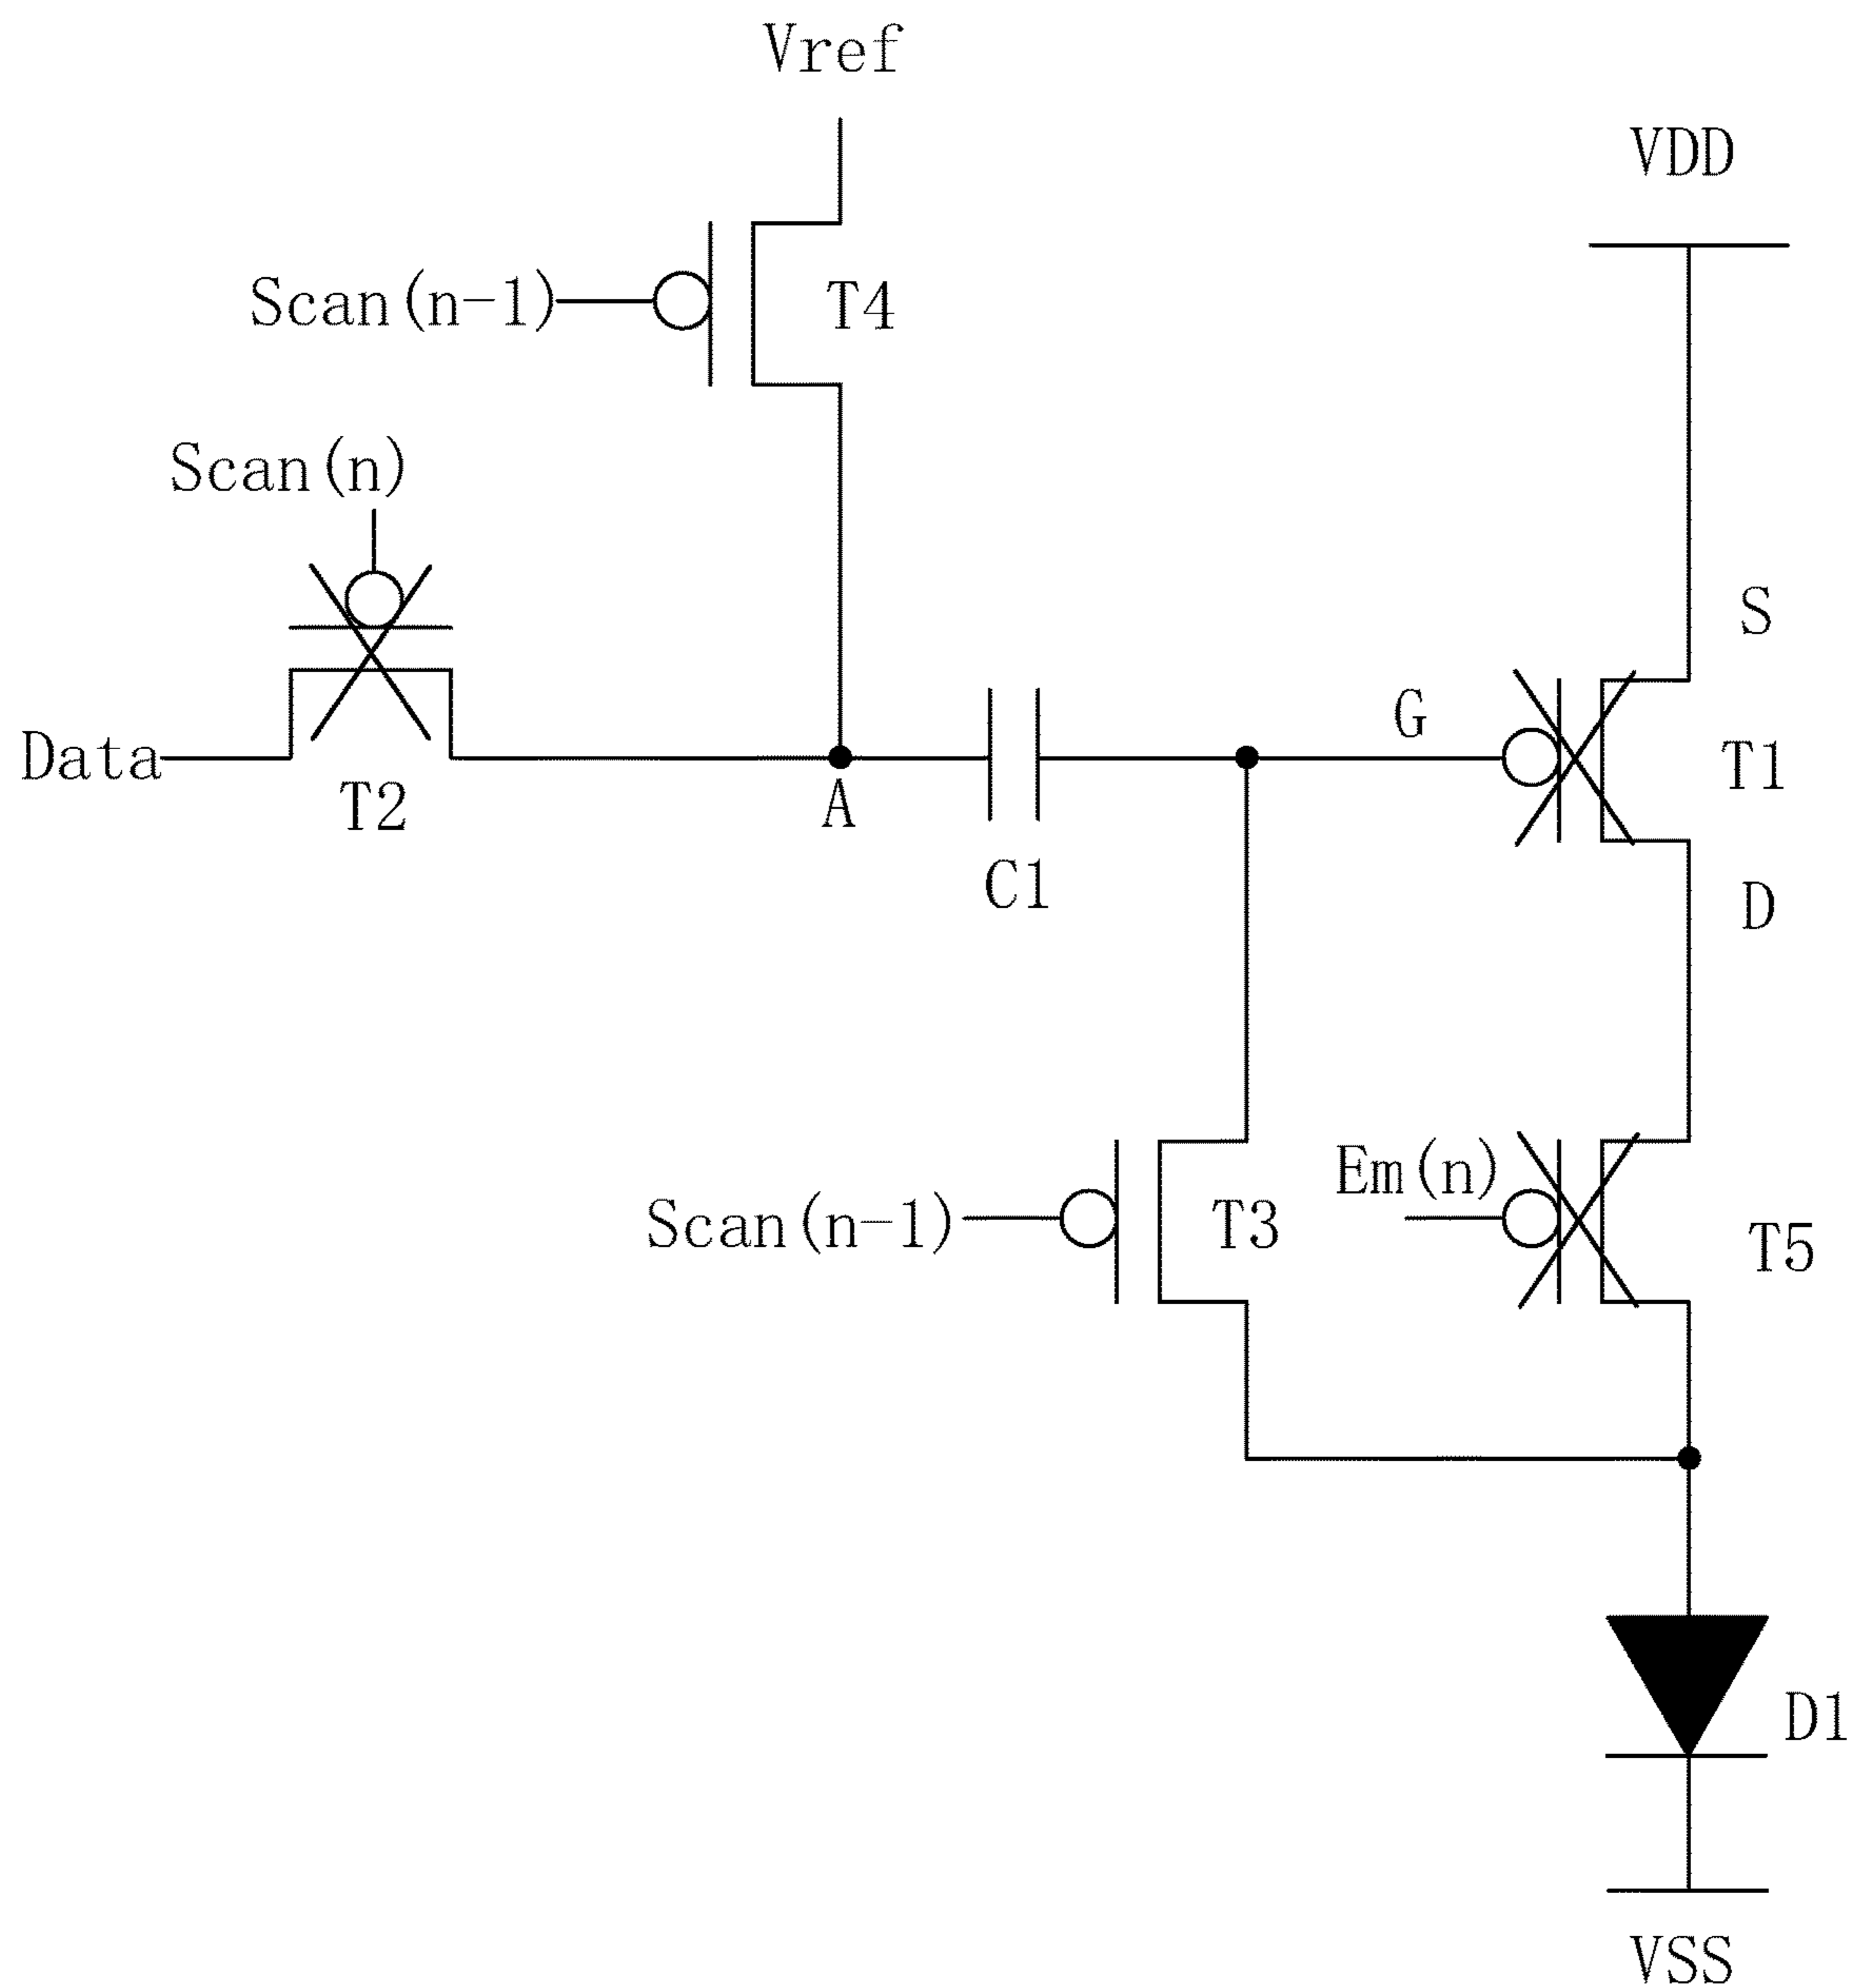 Vref
VDD
Scan(n-1)
T4
Scan(n)
S
G
T1
Data
T2
A
C1
D
Em(n)
Scan(n-1)
T3
T5
D1
VSS